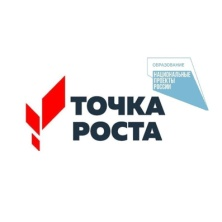 ОБРАЗОВАНИЕ
НАЦИОНАЛЬНЫЕ
ПРОЕКТЫ
РОССИИ
ТОЧКА
РОСТА